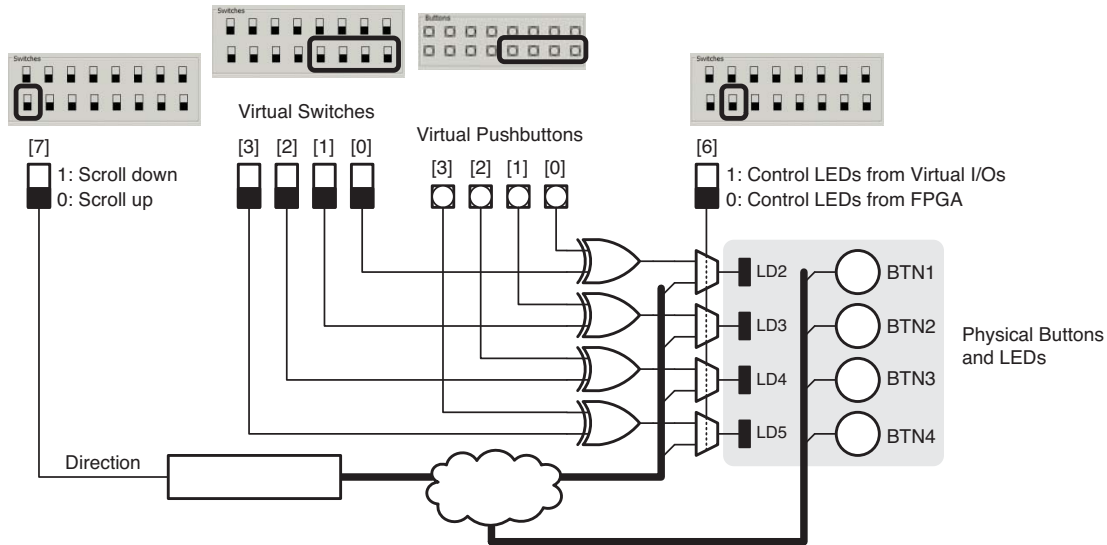 Switches
Buttons
Switches
Switches
Virtual Switches
Virtual Pushbuttons
[7]
1: Scroll down
0: Scroll up
[3] [2] [1] [0]
[3] [2] [1] [0]
[6]
1: Control LEDs from Virtual I/Os
0: Control LEDs from FPGA
LD2
BTN1
LD3
BTN2
LD4
BTN3
LD5
BTN4
Physical Buttons
and LEDs
Direction